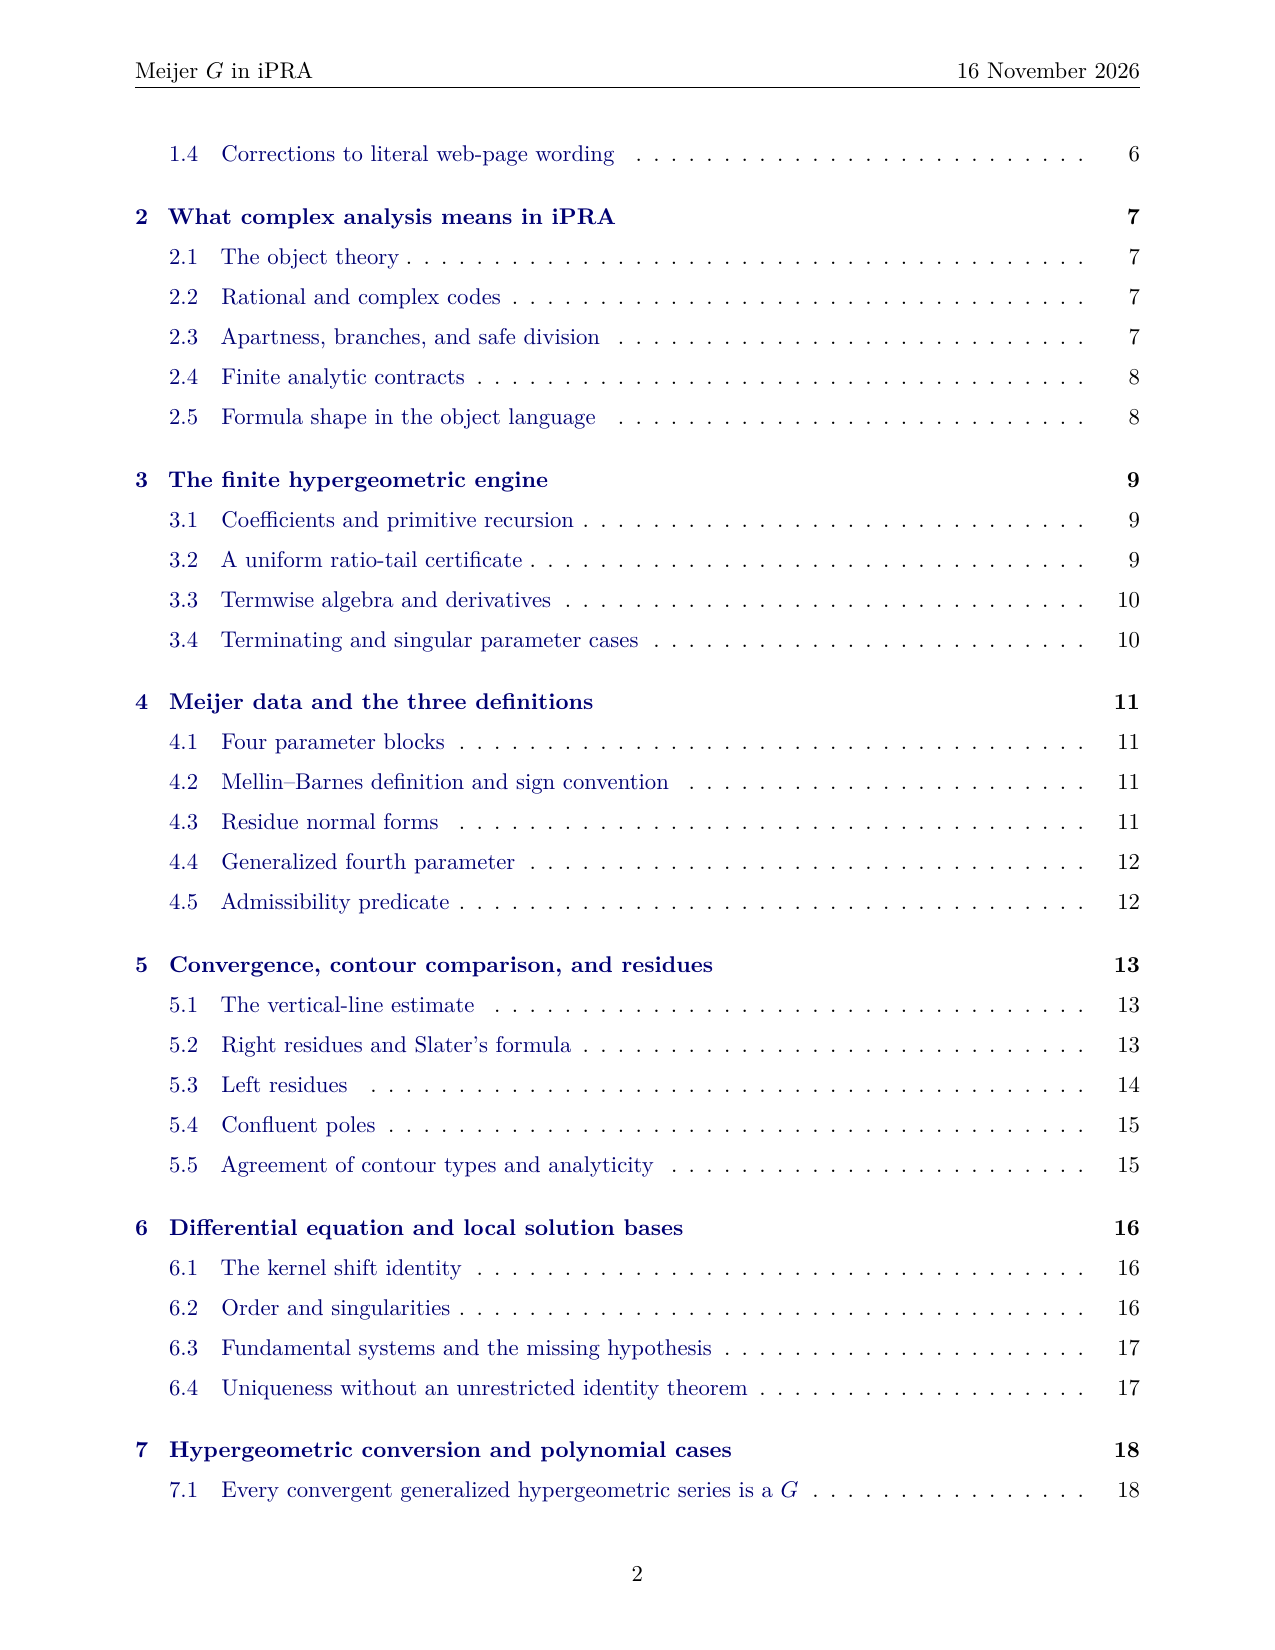 Meijer G in iPRA 16 November 2026
1.4 Corrections to literal web-page wording . . . . . . . . . . . . . . . . . . . . . . . . . . 6
2 What complex analysis means in iPRA 7
2.1 The object theory . . . . . . . . . . . . . . . . . . . . . . . . . . . . . . . . . . . . . . . 7
2.2 Rational and complex codes . . . . . . . . . . . . . . . . . . . . . . . . . . . . . . . . . 7
2.3 Apartness, branches, and safe division . . . . . . . . . . . . . . . . . . . . . . . . . . . 7
2.4 Finite analytic contracts . . . . . . . . . . . . . . . . . . . . . . . . . . . . . . . . . . . 8
2.5 Formula shape in the object language . . . . . . . . . . . . . . . . . . . . . . . . . . . 8
3 The finite hypergeometric engine 9
3.1 Coefficients and primitive recursion . . . . . . . . . . . . . . . . . . . . . . . . . . . . . 9
3.2 A uniform ratio-tail certificate . . . . . . . . . . . . . . . . . . . . . . . . . . . . . . . . 9
3.3 Termwise algebra and derivatives . . . . . . . . . . . . . . . . . . . . . . . . . . . . . . 10
3.4 Terminating and singular parameter cases . . . . . . . . . . . . . . . . . . . . . . . . . 10
4 Meijer data and the three definitions 11
4.1 Four parameter blocks . . . . . . . . . . . . . . . . . . . . . . . . . . . . . . . . . . . . 11
4.2 Mellin–Barnes definition and sign convention . . . . . . . . . . . . . . . . . . . . . . . 11
4.3 Residue normal forms . . . . . . . . . . . . . . . . . . . . . . . . . . . . . . . . . . . . 11
4.4 Generalized fourth parameter . . . . . . . . . . . . . . . . . . . . . . . . . . . . . . . . 12
4.5 Admissibility predicate . . . . . . . . . . . . . . . . . . . . . . . . . . . . . . . . . . . . 12
5 Convergence, contour comparison, and residues 13
5.1 The vertical-line estimate . . . . . . . . . . . . . . . . . . . . . . . . . . . . . . . . . . 13
5.2 Right residues and Slater's formula . . . . . . . . . . . . . . . . . . . . . . . . . . . . . 13
5.3 Left residues . . . . . . . . . . . . . . . . . . . . . . . . . . . . . . . . . . . . . . . . . 14
5.4 Confluent poles . . . . . . . . . . . . . . . . . . . . . . . . . . . . . . . . . . . . . . . . 15
5.5 Agreement of contour types and analyticity . . . . . . . . . . . . . . . . . . . . . . . . 15
6 Differential equation and local solution bases 16
6.1 The kernel shift identity . . . . . . . . . . . . . . . . . . . . . . . . . . . . . . . . . . . 16
6.2 Order and singularities . . . . . . . . . . . . . . . . . . . . . . . . . . . . . . . . . . . . 16
6.3 Fundamental systems and the missing hypothesis . . . . . . . . . . . . . . . . . . . . . 17
6.4 Uniqueness without an unrestricted identity theorem . . . . . . . . . . . . . . . . . . . 17
7 Hypergeometric conversion and polynomial cases 18
7.1 Every convergent generalized hypergeometric series is a G . . . . . . . . . . . . . . . . 18
2